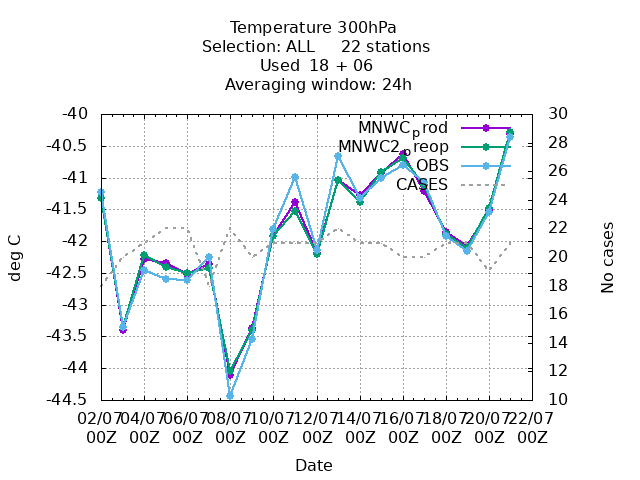 Temperature 300hPa
Selection: ALL     22 stations
Used  18 + 06
Averaging window: 24h
-40
-40.5
-41
-41.5
-42
-42.5
-43
-43.5
-44
-44.5
deg C
30
28
26
24
22
20
18
16
14
12
10
No cases
MNWCprod
MNWC2preop
OBS
CASES
02/07 04/07 06/07 08/07 10/07 12/07 14/07 16/07 18/07 20/07 22/07
00Z 00Z 00Z 00Z 00Z 00Z 00Z 00Z 00Z 00Z 00Z
Date